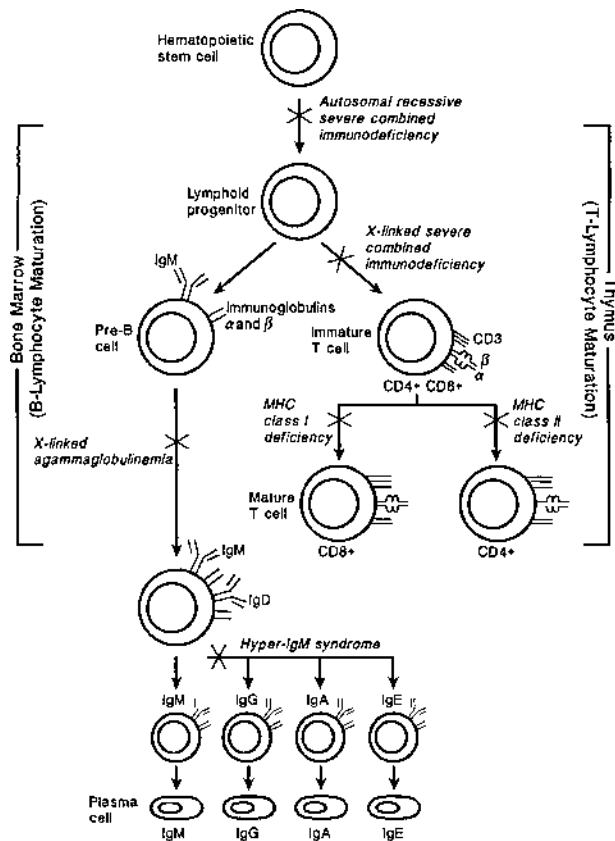 Hematopoietic
stem cell
Autosomal recessive
severe combined
immunodeficiency
Lymphoid
progenitor
X-linked severe
combined
immunodeficiency
IgM
Immunoglobulins
α and β
Pre-B
cell
Immature
T cell
CD3
β
α
CD4+ CD8+
MHC
class I
deficiency
MHC
class II
deficiency
X-linked
agammaglobulinemia
Mature
T cell
CD8+
CD4+
Bone Marrow
(B-Lymphocyte Maturation)
Thymus
(T-Lymphocyte Maturation)
IgM
IgD
Hyper-IgM syndrome
IgM
IgG
IgA
IgE
Plasma
cell
IgM
IgG
IgA
IgE